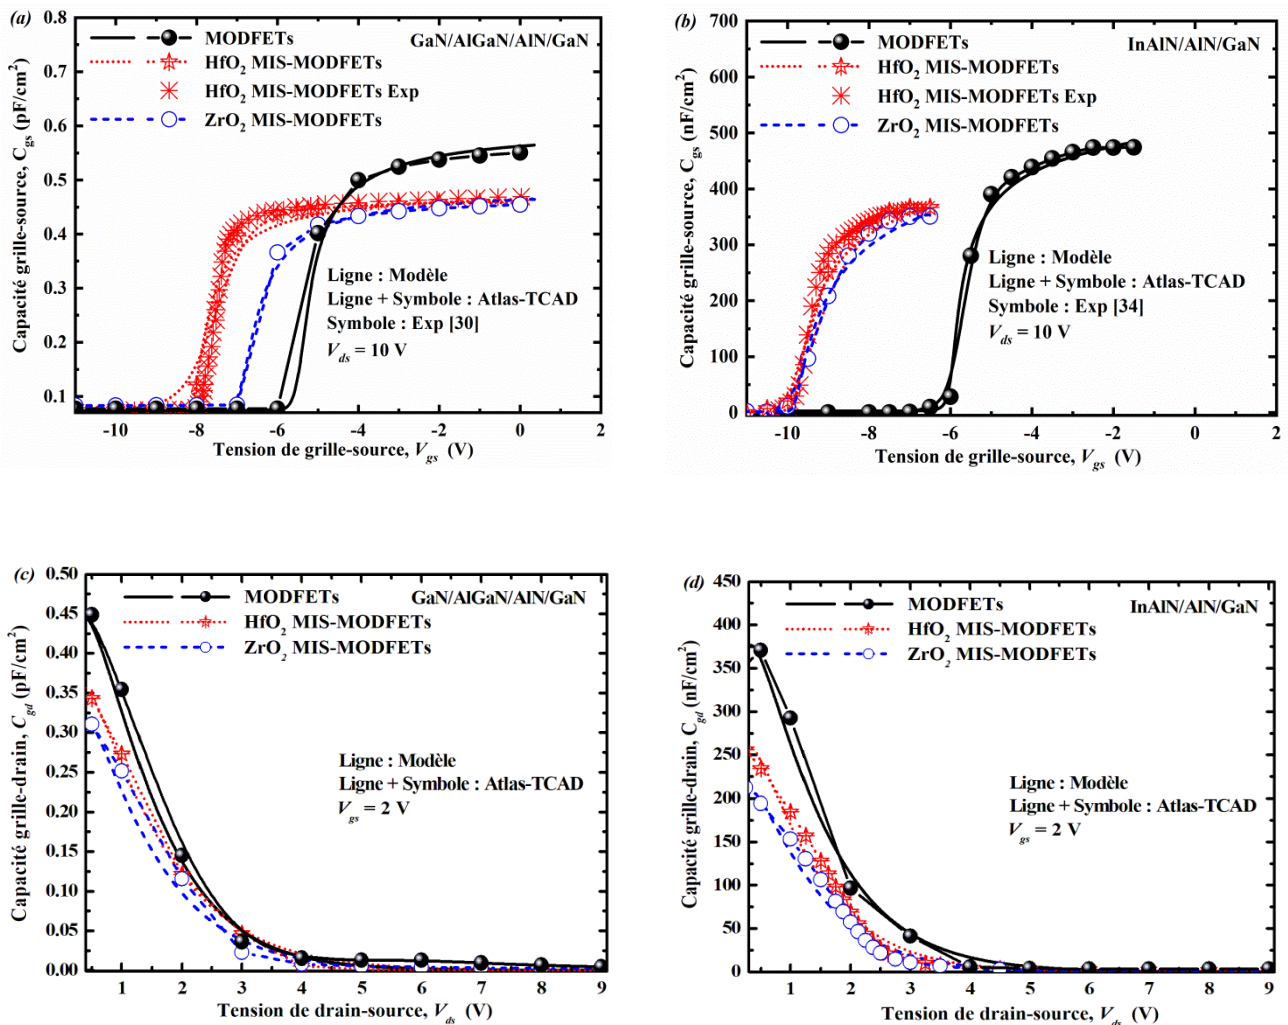 (a)
MODFETs
GaN/AlGaN/AlN/GaN
HfO2 MIS-MODFETs
HfO2 MIS-MODFETs Exp
ZrO2 MIS-MODFETs
Ligne : Modèle
Ligne + Symbole : Atlas-TCAD
Symbole : Exp [30]
Vds = 10 V
Capacité grille-source, Cgs (pF/cm²)
0.8
0.7
0.6
0.5
0.4
0.3
0.2
0.1
-10 -8 -6 -4 -2 0 2
Tension de grille-source, Vgs (V)
(b)
MODFETs
InAlN/AlN/GaN
HfO2 MIS-MODFETs
HfO2 MIS-MODFETs Exp
ZrO2 MIS-MODFETs
Ligne : Modèle
Ligne + Symbole : Atlas-TCAD
Symbole : Exp [34]
Vds = 10 V
Capacité grille-source, Cgs (nF/cm²)
700
600
500
400
300
200
100
0
-10 -8 -6 -4 -2 0 2
Tension de grille-source, Vgs (V)
(c)
MODFETs
GaN/AlGaN/AlN/GaN
HfO2 MIS-MODFETs
ZrO2 MIS-MODFETs
Ligne : Modèle
Ligne + Symbole : Atlas-TCAD
Vgs = 2 V
Capacité grille-drain, Cgd (pF/cm²)
0.50
0.45
0.40
0.35
0.30
0.25
0.20
0.15
0.10
0.05
0.00
1 2 3 4 5 6 7 8 9
Tension de drain-source, Vds (V)
(d)
MODFETs
InAlN/AlN/GaN
HfO2 MIS-MODFETs
ZrO2 MIS-MODFETs
Ligne : Modèle
Ligne + Symbole : Atlas-TCAD
Vgs = 2 V
Capacité grille-drain, Cgd (nF/cm²)
450
400
350
300
250
200
150
100
50
0
1 2 3 4 5 6 7 8 9
Tension de drain-source, Vds (V)